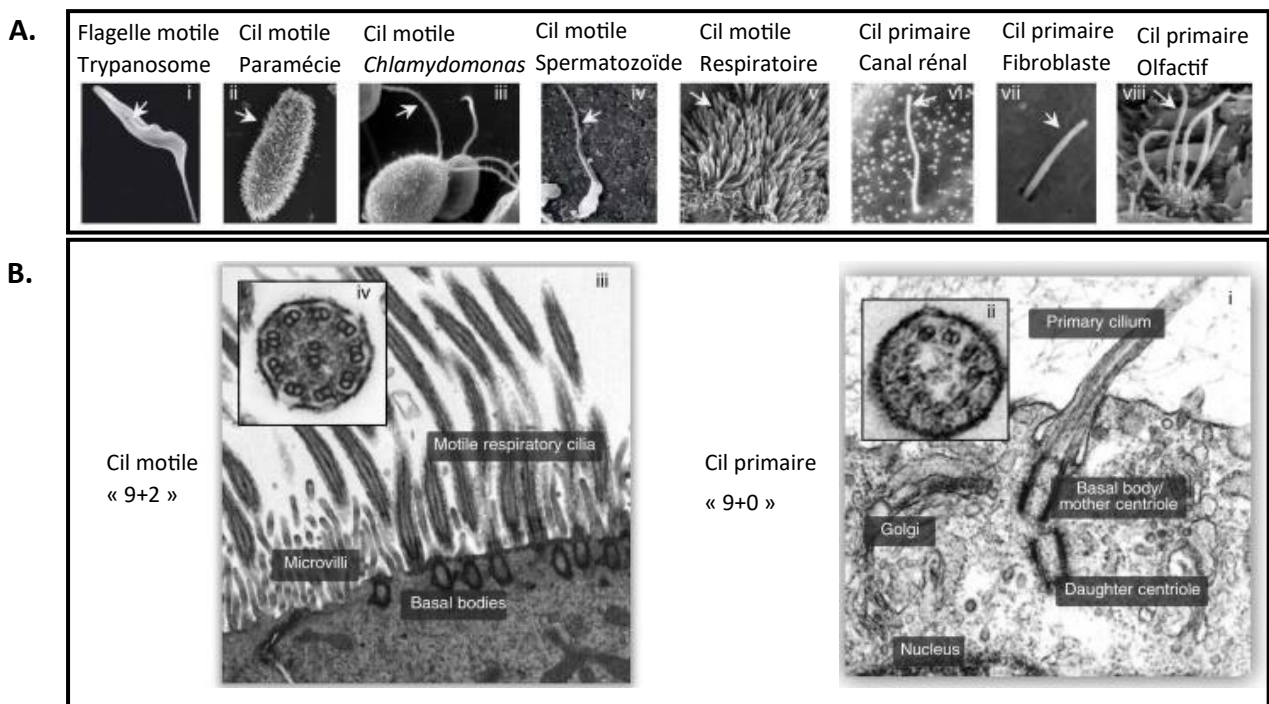 A.
Flagelle motile
Trypanosome
Cil motile
Paramécie
Cil motile
Chlamydomonas
Cil motile
Spermatozoïde
Cil motile
Respiratoire
Cil primaire
Canal rénal
Cil primaire
Fibroblaste
Cil primaire
Olfactif
i
ii
iii
iv
v
vi
vii
viii
B.
Cil motile
« 9+2 »
iii
iv
Motile respiratory cilia
Microvilli
Basal bodies
Cil primaire
« 9+0 »
i
ii
Primary cilium
Basal body/
mother centriole
Golgi
Daughter centriole
Nucleus